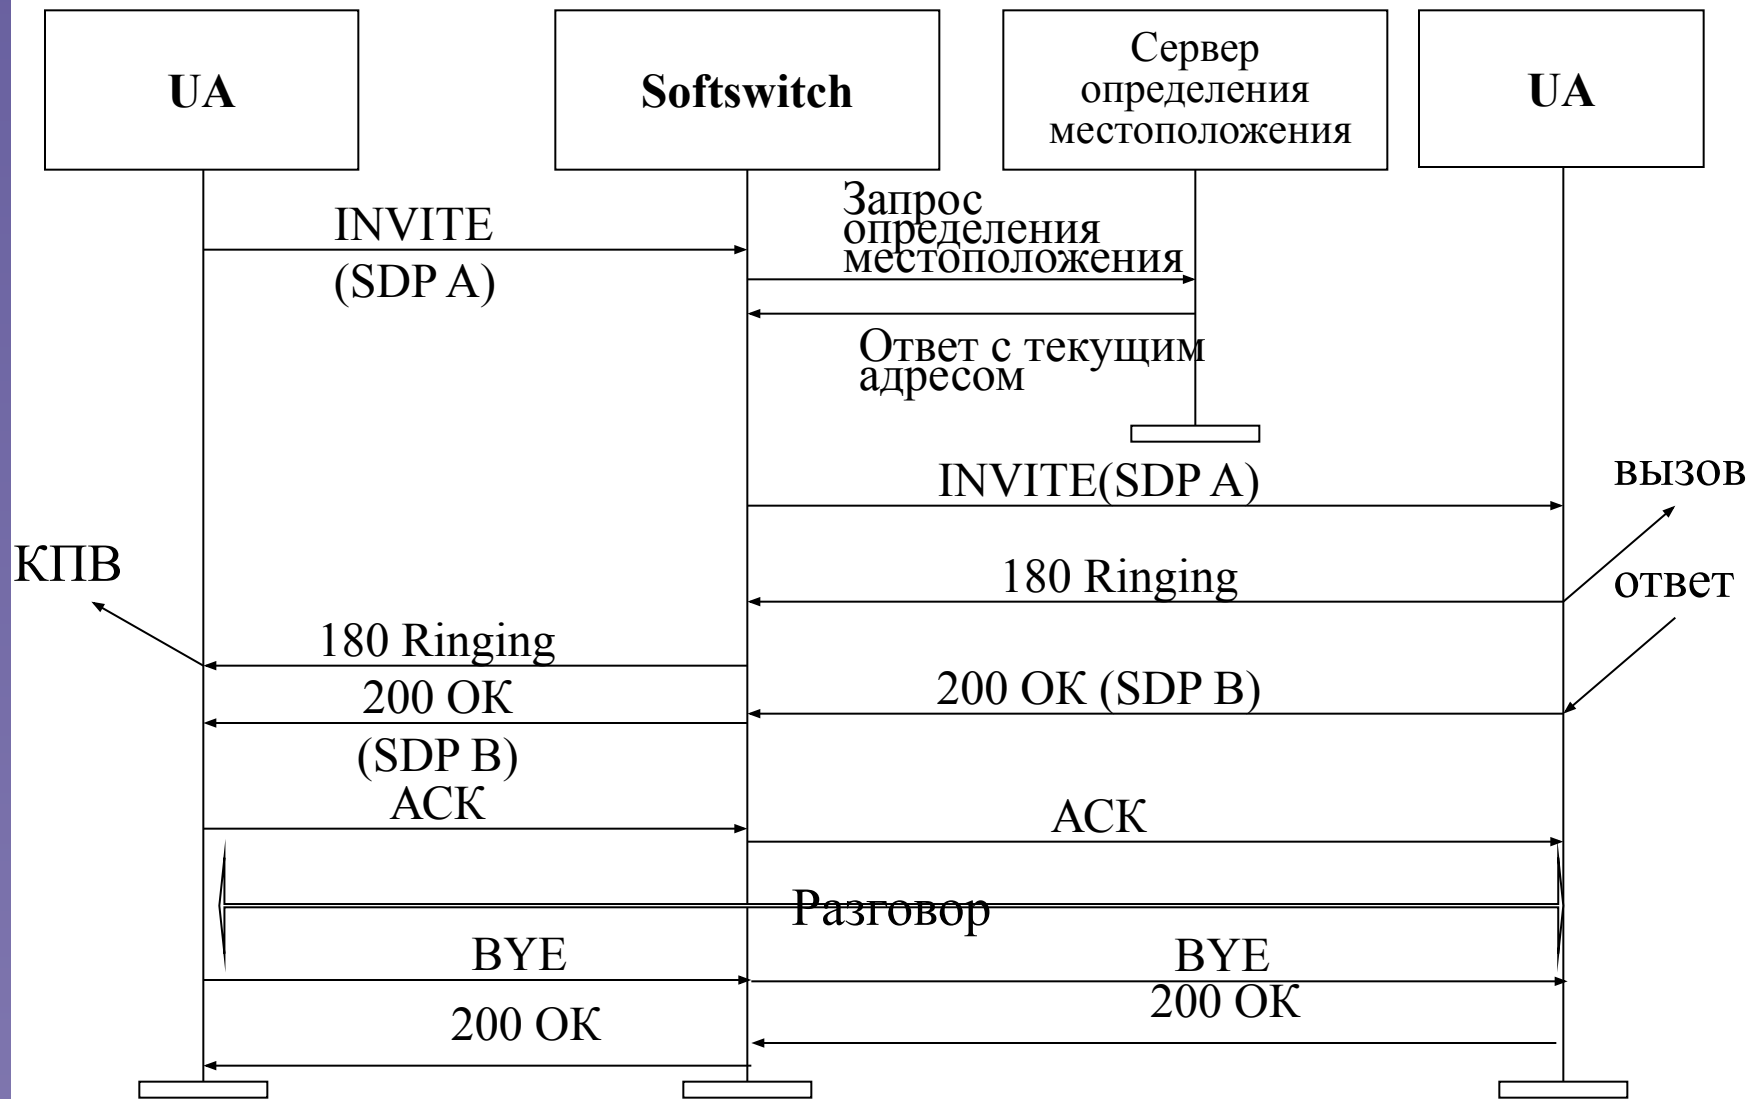 UA
Softswitch
Сервер
определения
местоположения
UA
INVITE
(SDP A)
Запрос
определения
местоположения
Ответ с текущим
адресом
INVITE(SDP A)
вызов
КПВ
180 Ringing
ответ
180 Ringing
200 OK
(SDP B)
200 OK (SDP B)
ACK
ACK
Разговор
BYE
BYE
200 OK
200 OK